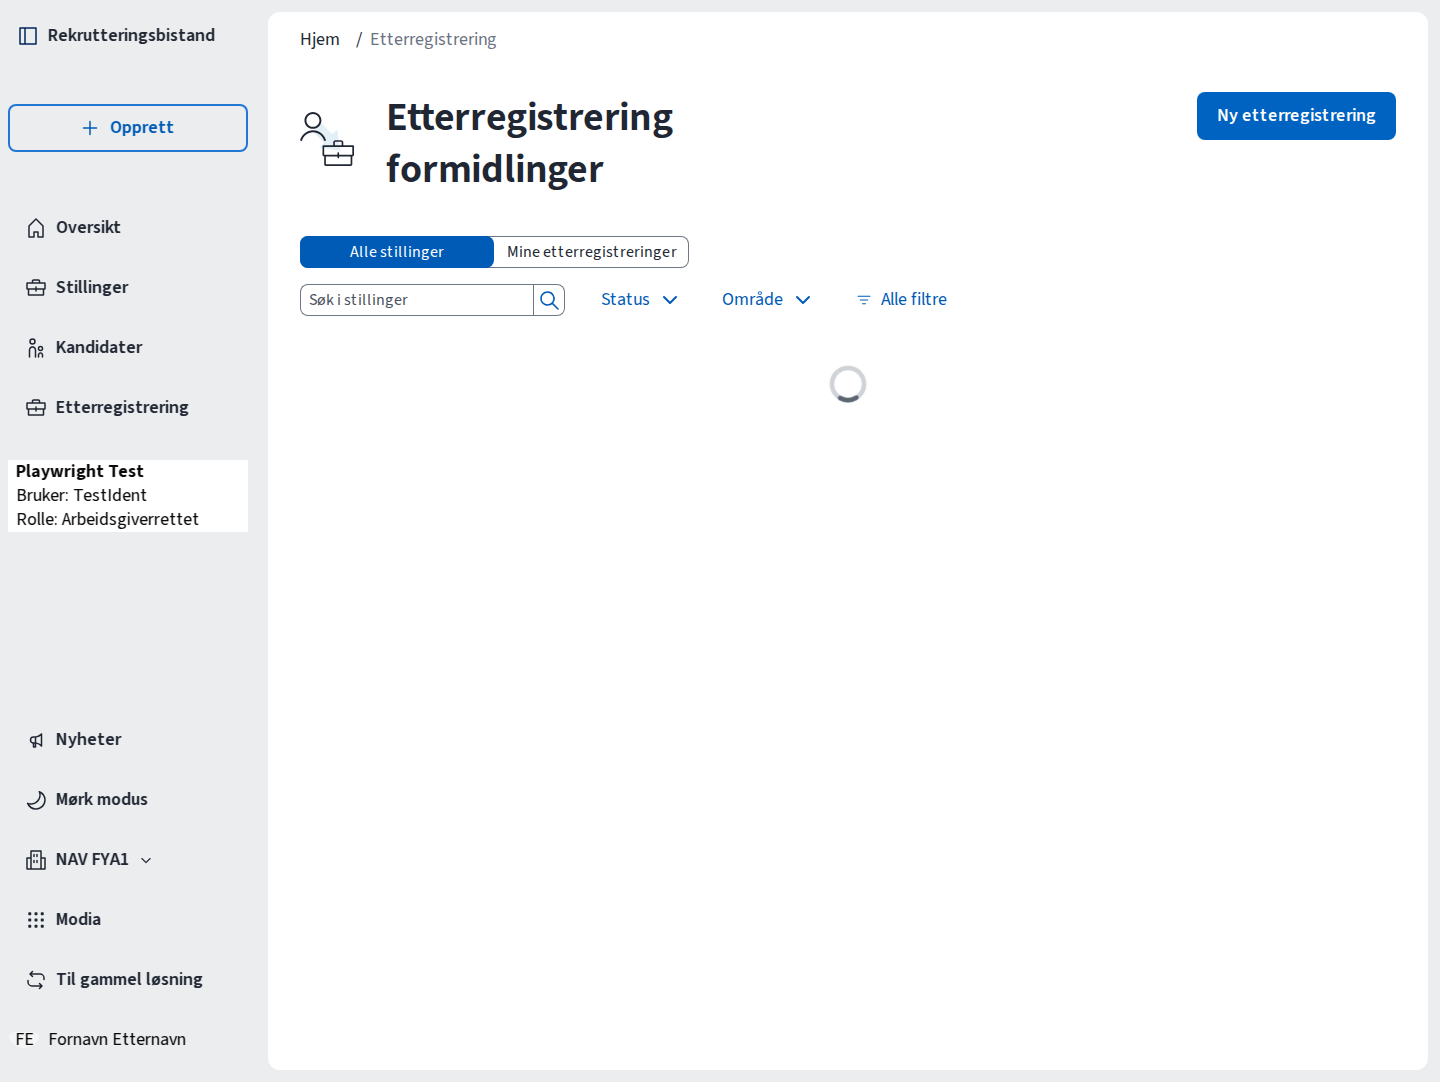 Rekrutteringsbistand
Opprett
Oversikt
Stillinger
Kandidater
Etterregistrering
Playwright Test
Bruker: TestIdent
Rolle: Arbeidsgiverrettet
Nyheter
Mørk modus
NAV FYA1
Modia
Til gammel løsning
FE Fornavn Etternavn
Hjem / Etterregistrering
Etterregistrering
formidlinger
Ny etterregistrering
Alle stillinger Mine etterregistreringer
Søk i stillinger Status Område Alle filtre